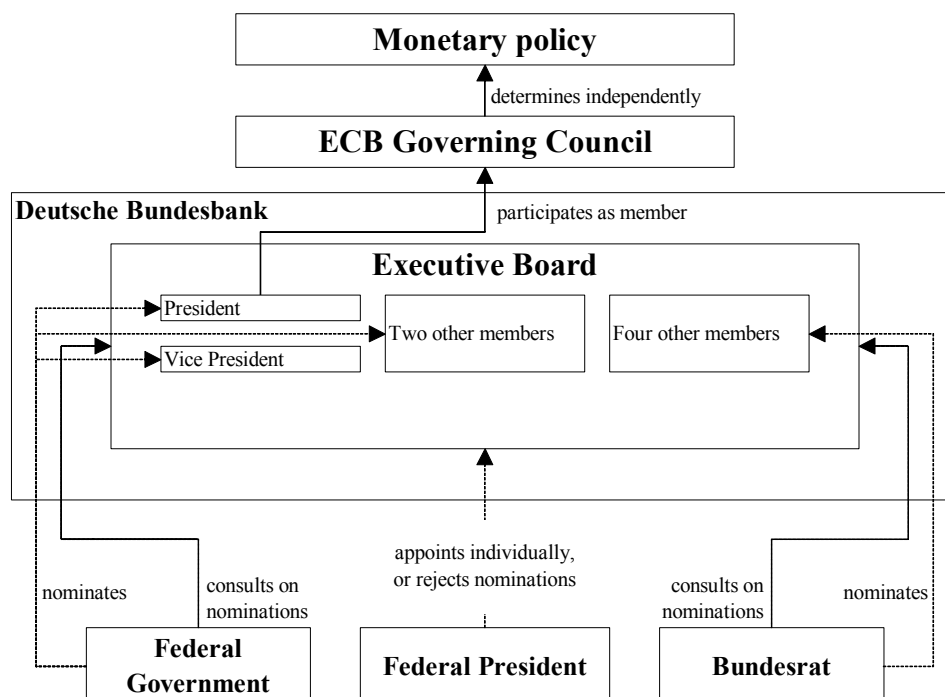 Monetary policy
determines independently
ECB Governing Council
Deutsche Bundesbank
participates as member
Executive Board
President
Two other members
Four other members
Vice President
appoints individually,
or rejects nominations
nominates
consults on
nominations
consults on
nominations
nominates
Federal
Government
Federal President
Bundesrat